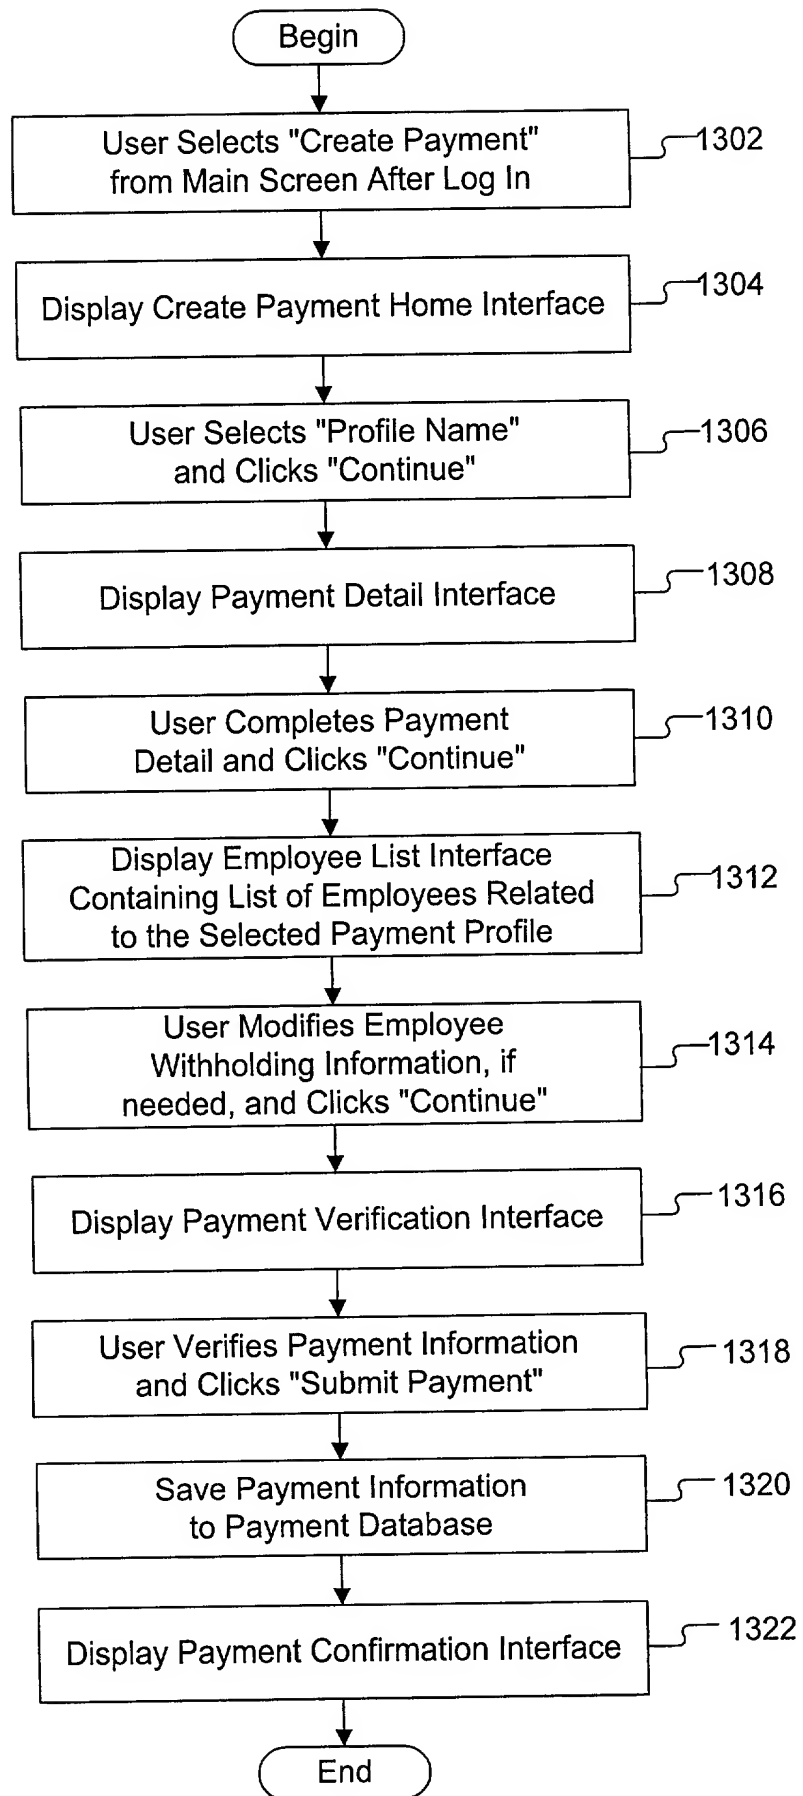 Begin
User Selects "Create Payment"
from Main Screen After Log In
1302
Display Create Payment Home Interface
1304
User Selects "Profile Name"
and Clicks "Continue"
1306
Display Payment Detail Interface
1308
User Completes Payment
Detail and Clicks "Continue"
1310
Display Employee List Interface
Containing List of Employees Related
to the Selected Payment Profile
1312
User Modifies Employee
Withholding Information, if
needed, and Clicks "Continue"
1314
Display Payment Verification Interface
1316
User Verifies Payment Information
and Clicks "Submit Payment"
1318
Save Payment Information
to Payment Database
1320
Display Payment Confirmation Interface
1322
End